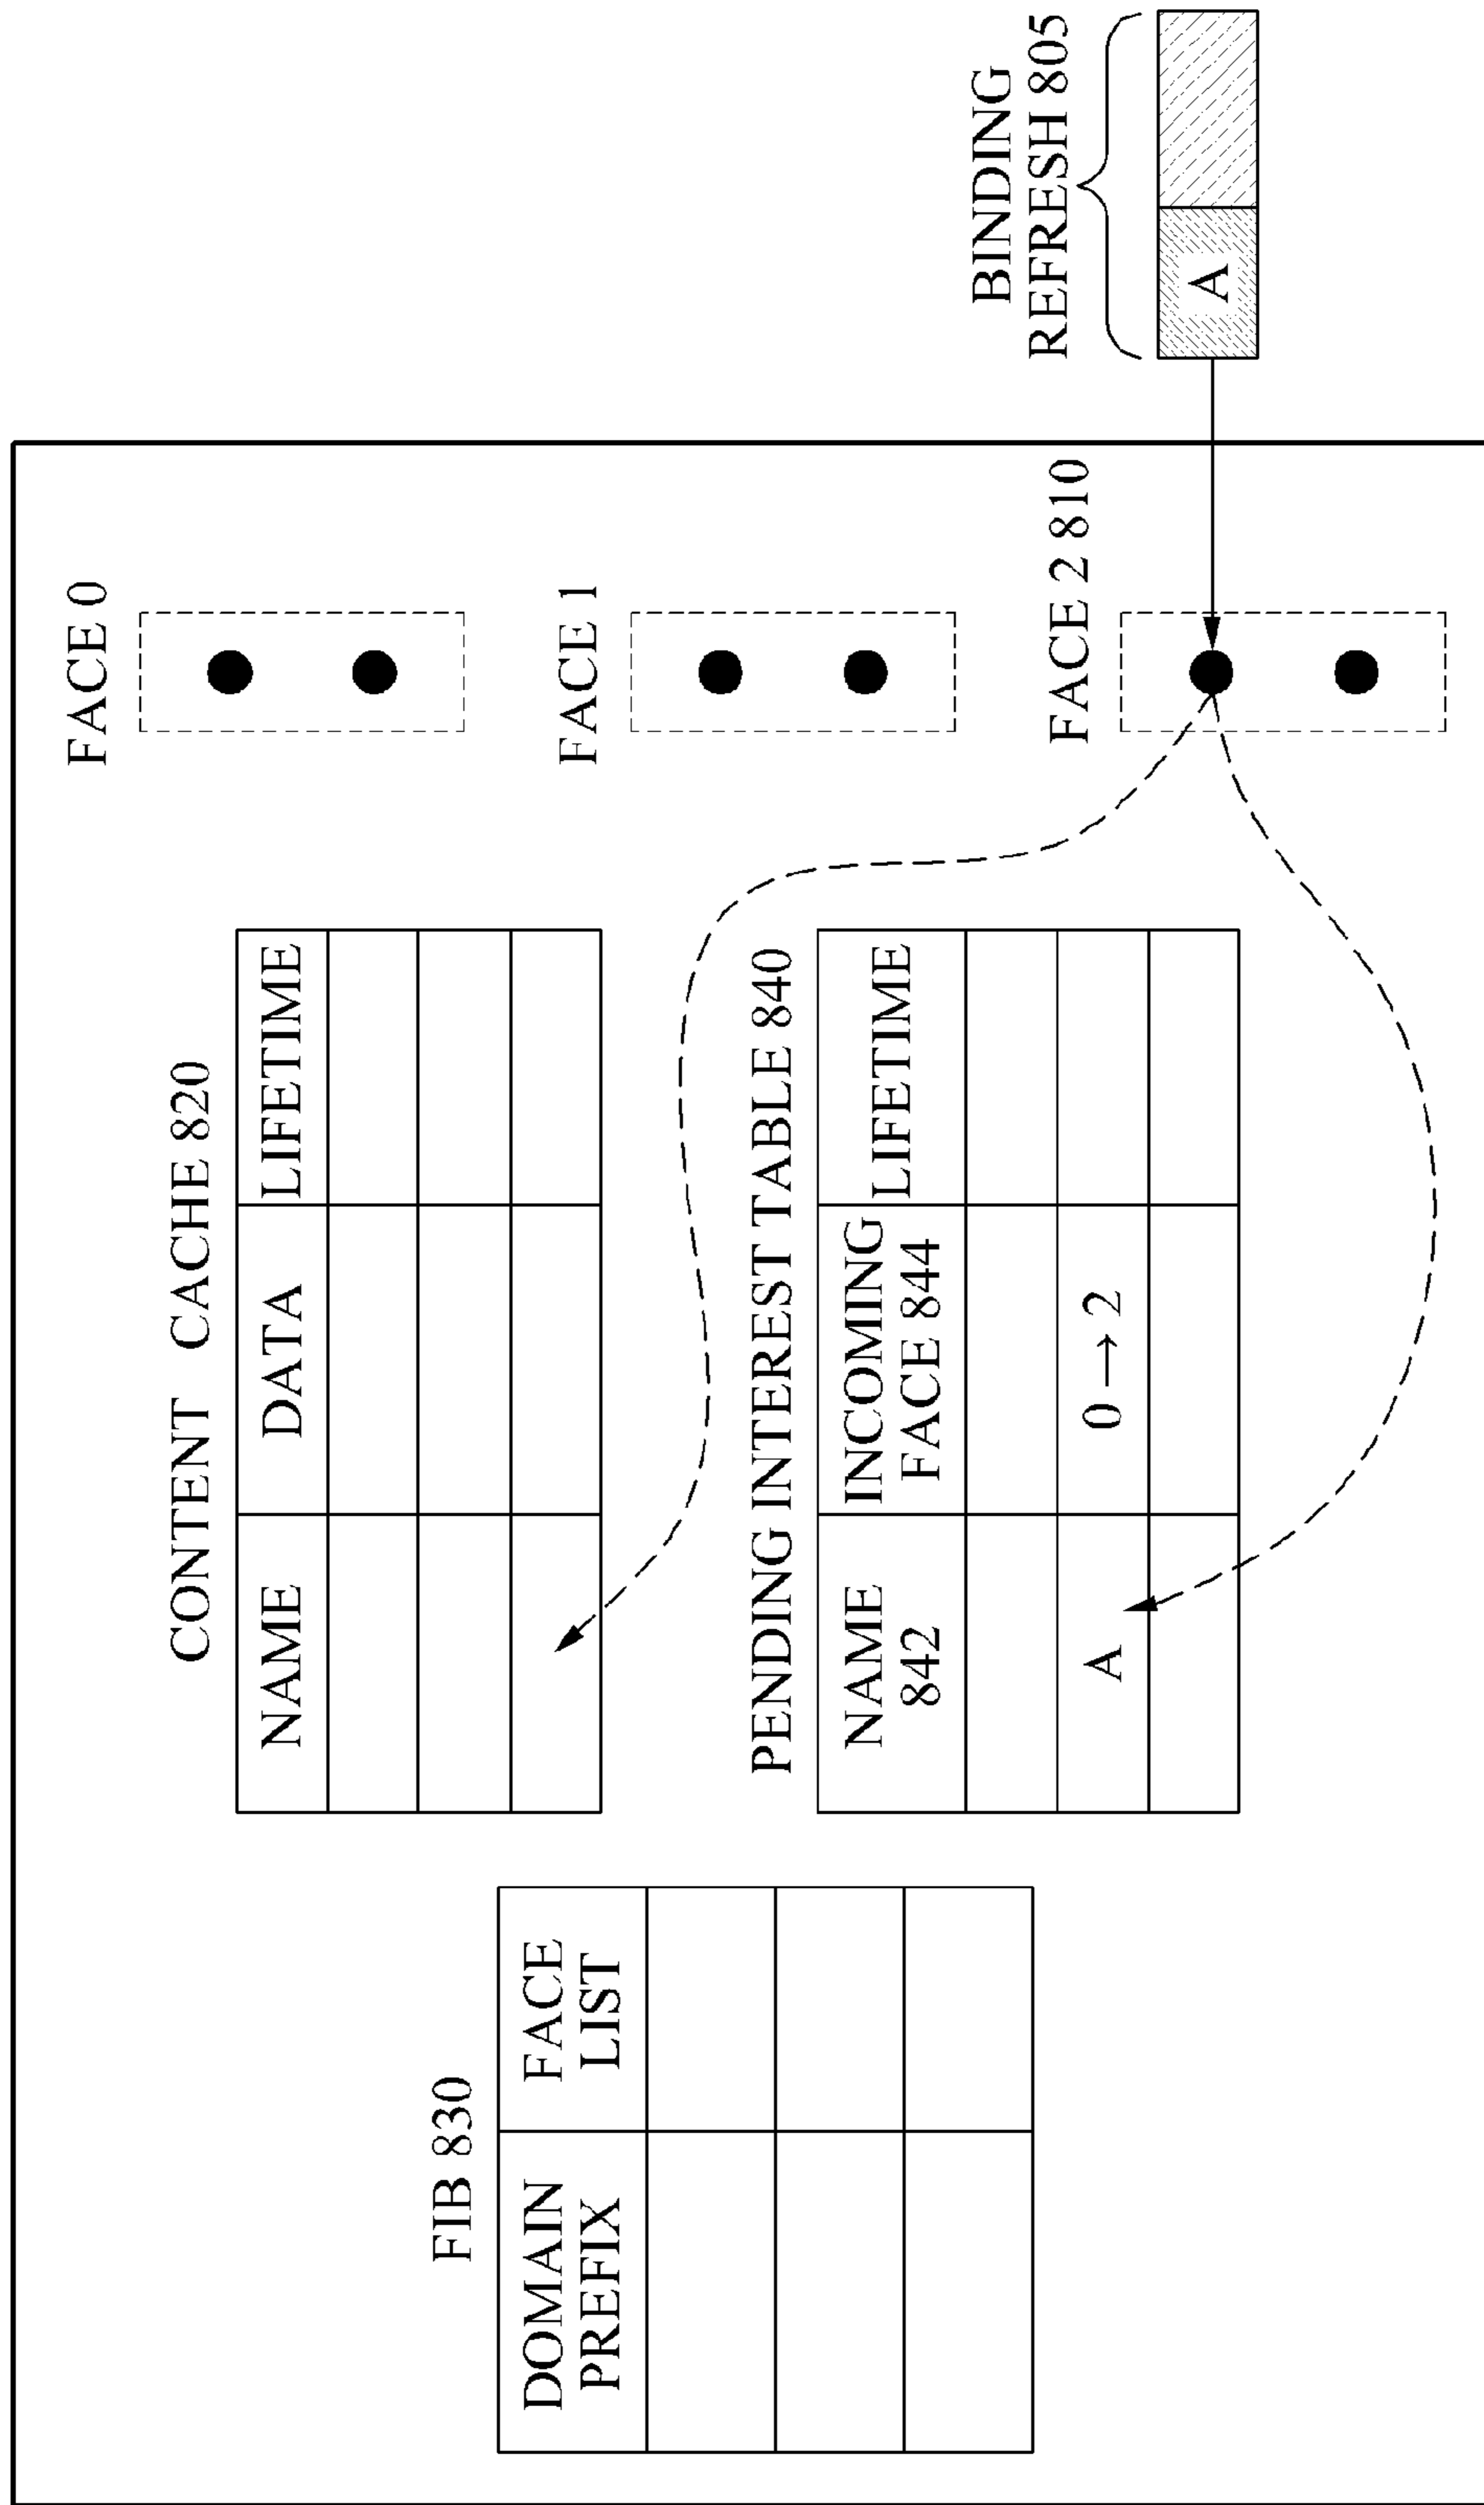 FIB 830
DOMAIN
PREFIX
FACE
LIST
CONTENT CACHE 820
NAME
DATA
LIFETIME
PENDING INTEREST TABLE 840
NAME
842
INCOMING
FACE 844
LIFETIME
A
0→2
FACE 0
FACE 1
FACE 2 810
BINDING
REFRESH 805
A